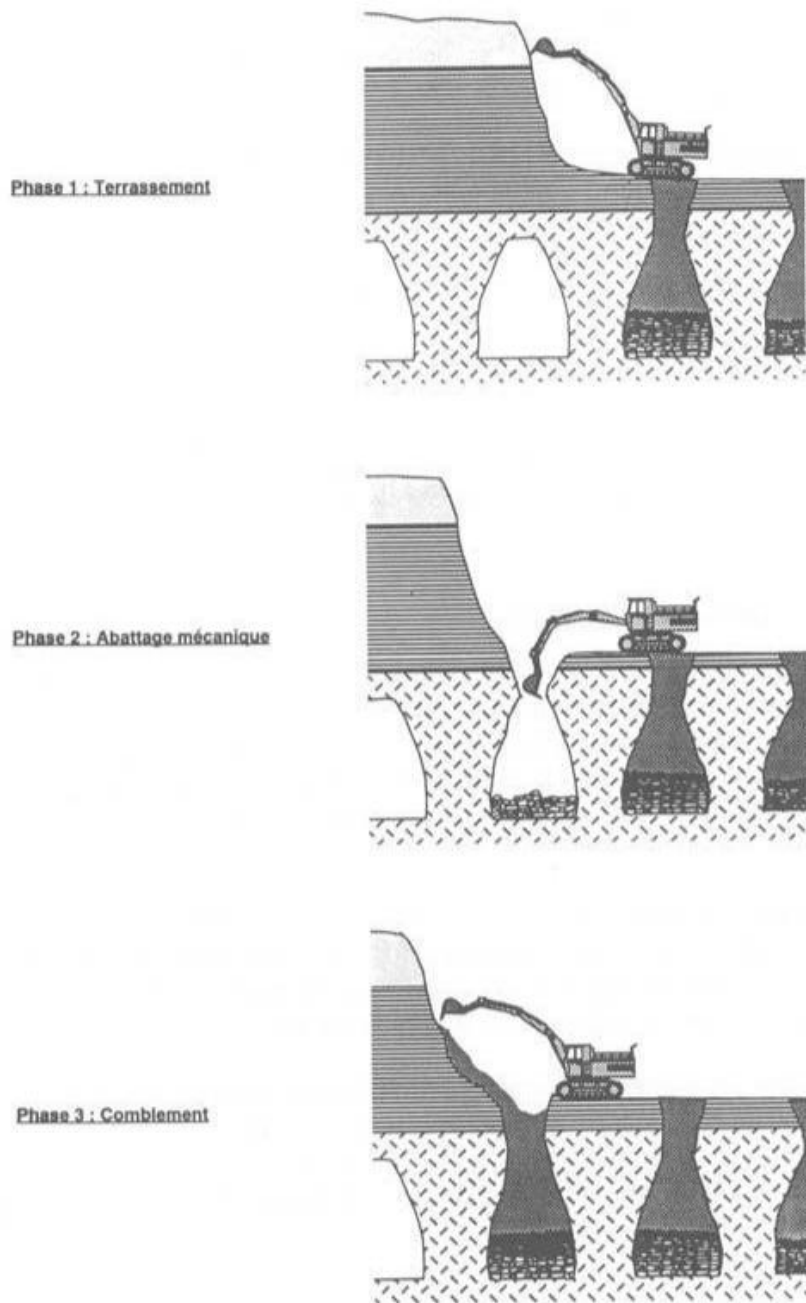 Phase 1 : Terrassement
Phase 2 : Abattage mécanique
Phase 3 : Comblement